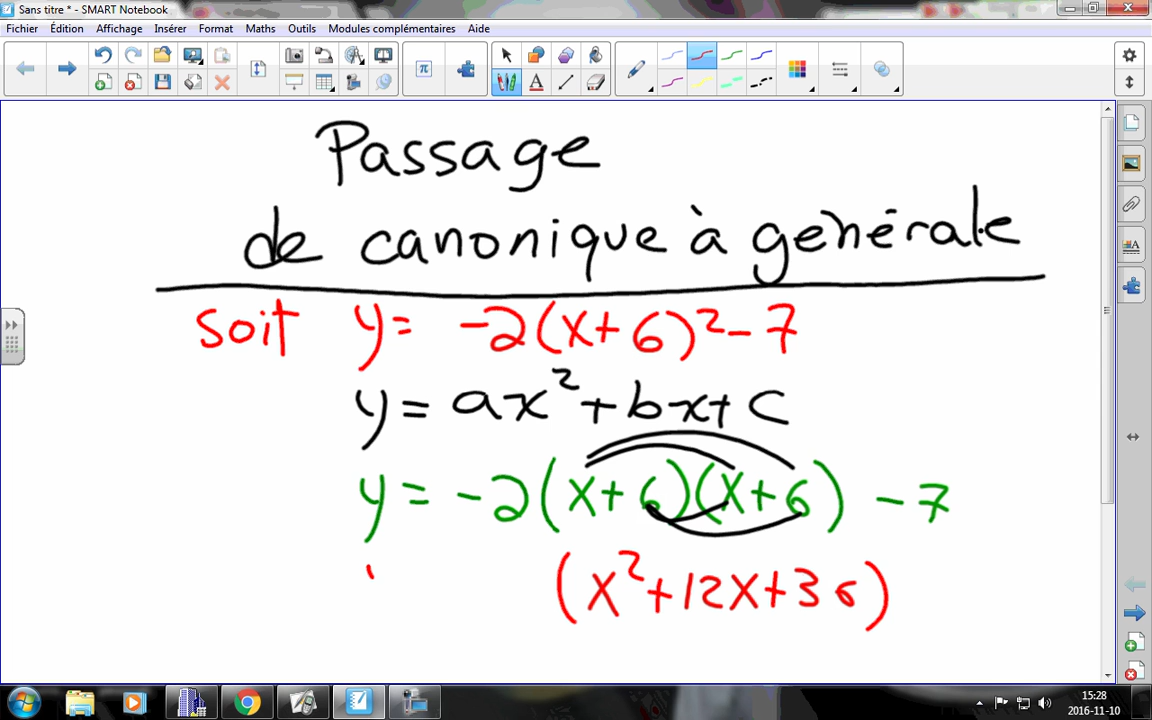 Sans titre * - SMART Notebook
Fichier Édition Affichage Insérer Format Maths Outils Modules complémentaires Aide
Passage
de canonique à générale
soit y = -2(x+6)²-7
y = ax²+bx+c
y = -2(x+6)(x+6) -7
(x²+12x+36)
15:28
2016-11-10